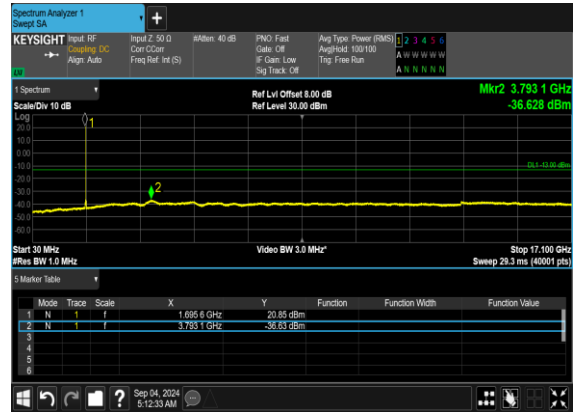 Spectrum Analyzer 1
Swept SA
+
KEYSIGHT Input: RF Input Z: 50 Ω #Atten: 40 dB PNO: Fast Avg Type: Power (RMS) 1 2 3 4 5 6
Coupling: DC Corr CCorr Gate: Off Avg|Hold: 100/100 A W W W W W
Align: Auto Freq Ref: Int (S) IF Gain: Low Trig: Free Run
Sig Track: Off A N N N N N
1 Spectrum Ref Lvl Offset 8.00 dB Mkr2 3.793 1 GHz
Scale/Div 10 dB Ref Level 30.00 dBm -36.628 dBm
Log
20.0
10.0
0.00
-10.0
-20.0
-30.0
-40.0
-50.0
-60.0
1
2
DL1 -13.00 dBm
Start 30 MHz Video BW 3.0 MHz* Stop 17.100 GHz
#Res BW 1.0 MHz Sweep 29.3 ms (40001 pts)
5 Marker Table
Mode Trace Scale X Y Function Function Width Function Value
1 N 1 f 1.695 6 GHz 20.85 dBm
2 N 1 f 3.793 1 GHz -36.63 dBm
3
4
5
6
? Sep 04, 2024
5:12:33 AM